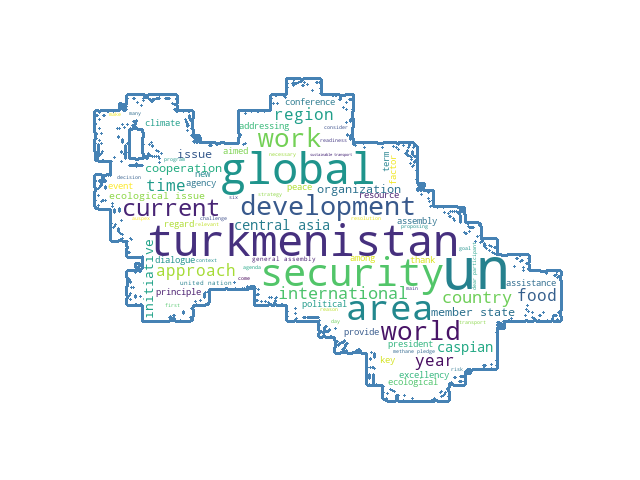 conference
many
climate
region
addressing
consider
work
readiness
issue
aimed
necessary
sustainable transport
term
program
global
cooperation
new
factor
decision
context
time
agency
peace
organization
event
resource
ecological issue
six
strategy
current
development
challenge
assembly
regard
relevant
central asia
proposing
turkmenistan
initiative
dialogue
general assembly
among
thank
goal
approach
agenda
security
un
united nation
come
main
assistance
principle
international
country
food
first
political
area
member state
day
world
transport
provide
president
caspian
methane pledge
year
key
risk
excellency
ecological